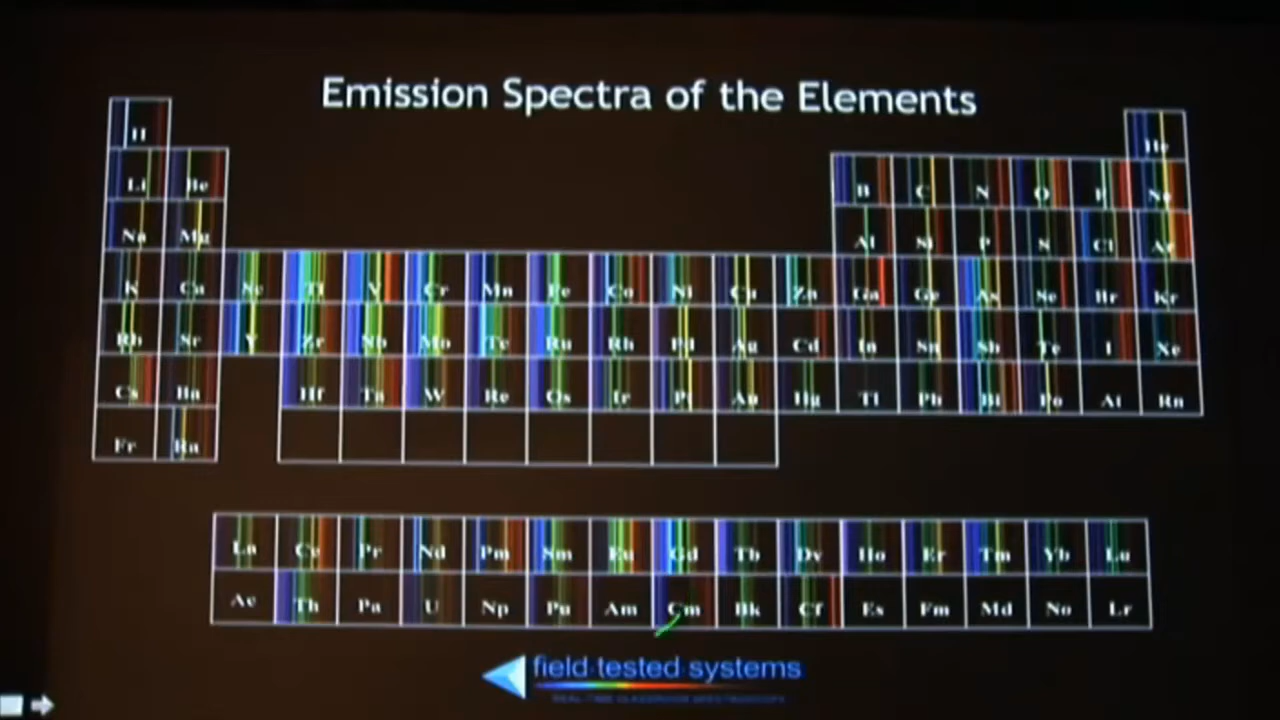 Emission Spectra of the Elements
H He
Li Be B C N O F Ne
Na Mg Al Si P S Cl Ar
K Ca Sc Ti V Cr Mn Fe Co Ni Cu Zn Ga Ge As Se Br Kr
Rb Sr Y Zr Nb Mo Tc Ru Rh Pd Ag Cd In Sn Sb Te I Xe
Cs Ba Hf Ta W Re Os Ir Pt Au Hg Tl Pb Bi Po At Rn
Fr Ra
La Ce Pr Nd Pm Sm Eu Gd Tb Dy Ho Er Tm Yb Lu
Ac Th Pa U Np Pu Am Cm Bk Cf Es Fm Md No Lr
field tested systems